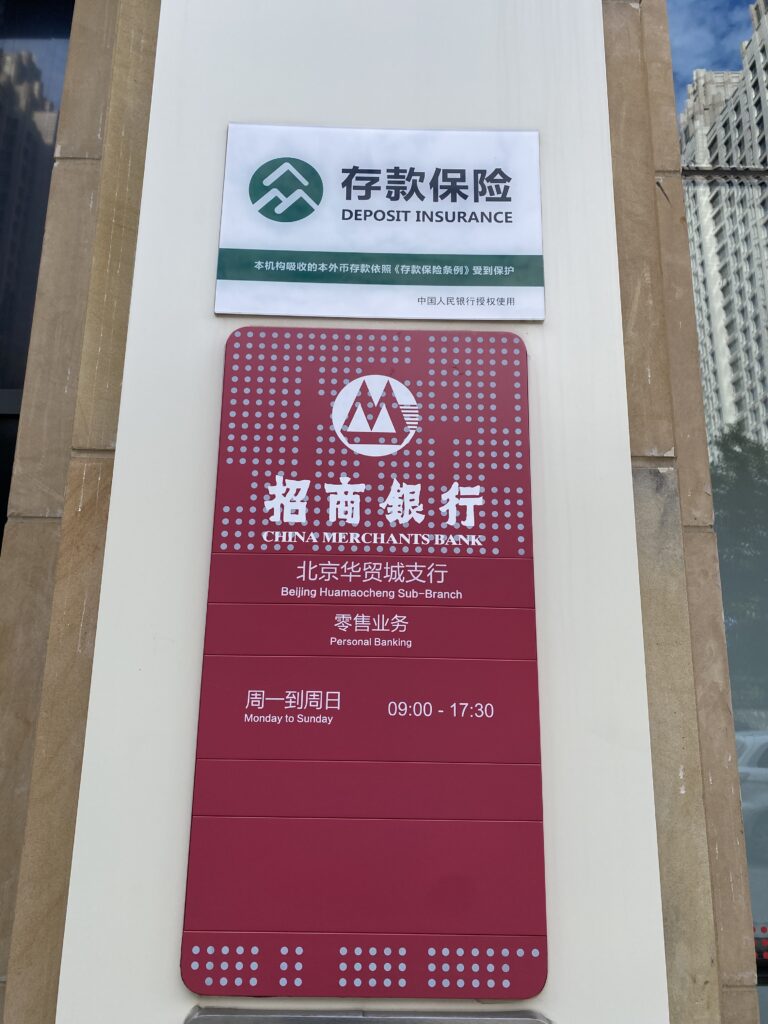 存款保险
DEPOSIT INSURANCE
本机构吸收的本外币存款依照《存款保险条例》受到保护
中国人民银行授权使用
招商銀行
CHINA MERCHANTS BANK
北京华贸城支行
Beijing Huamaocheng Sub-Branch
零售业务
Personal Banking
周一到周日 09:00 - 17:30
Monday to Sunday